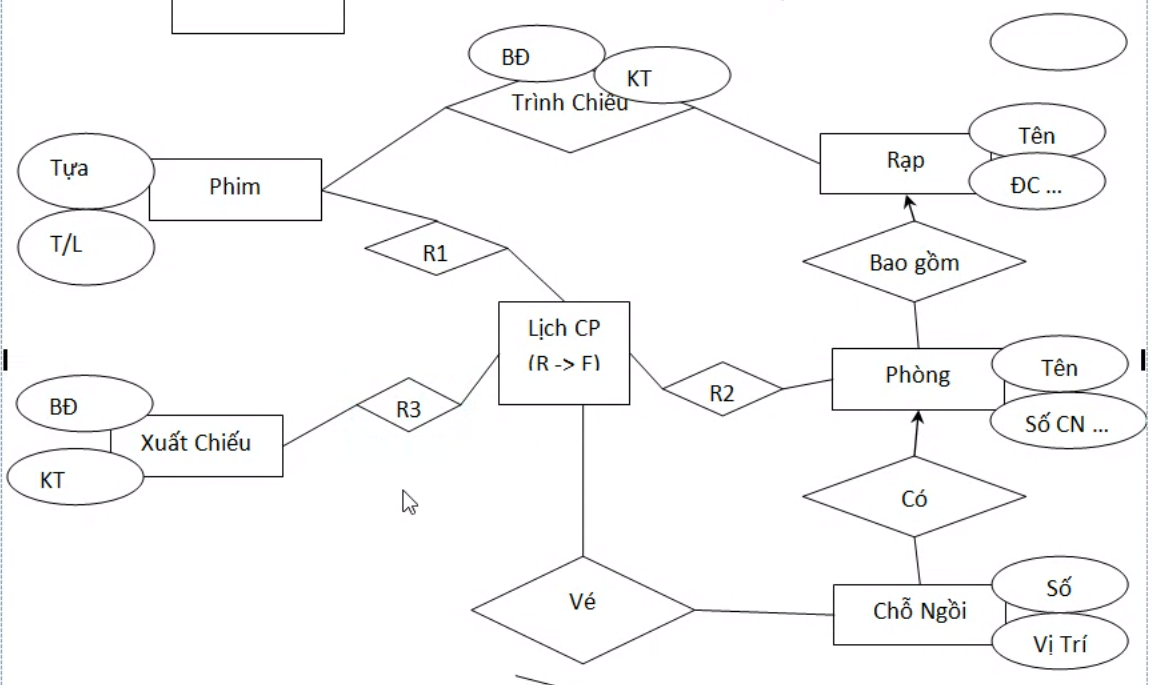 BĐ
KT
Trình Chiếu
Tên
Rạp
ĐC ...
Tựa
Phim
T/L
R1
Bao gồm
Lịch CP
(R -> F)
Phòng
Tên
Số CN ...
R2
R3
BĐ
Xuất Chiếu
KT
Có
Vé
Chỗ Ngồi
Số
Vị Trí